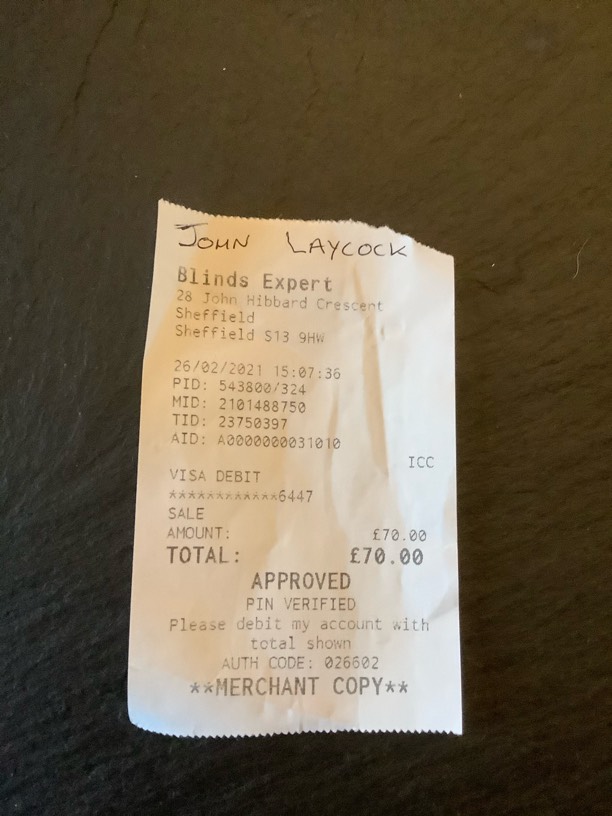 JOHN LAYCOCK
Blinds Expert
28 John Hibbard Crescent
Sheffield
Sheffield S13 9HW
26/02/2021 15:07:36
PID: 543800/324
MID: 2101488750
TID: 23750397
AID: A0000000031010
ICC
VISA DEBIT
************6447
SALE
AMOUNT: £70.00
TOTAL: £70.00
APPROVED
PIN VERIFIED
Please debit my account with
total shown
AUTH CODE: 026602
**MERCHANT COPY**